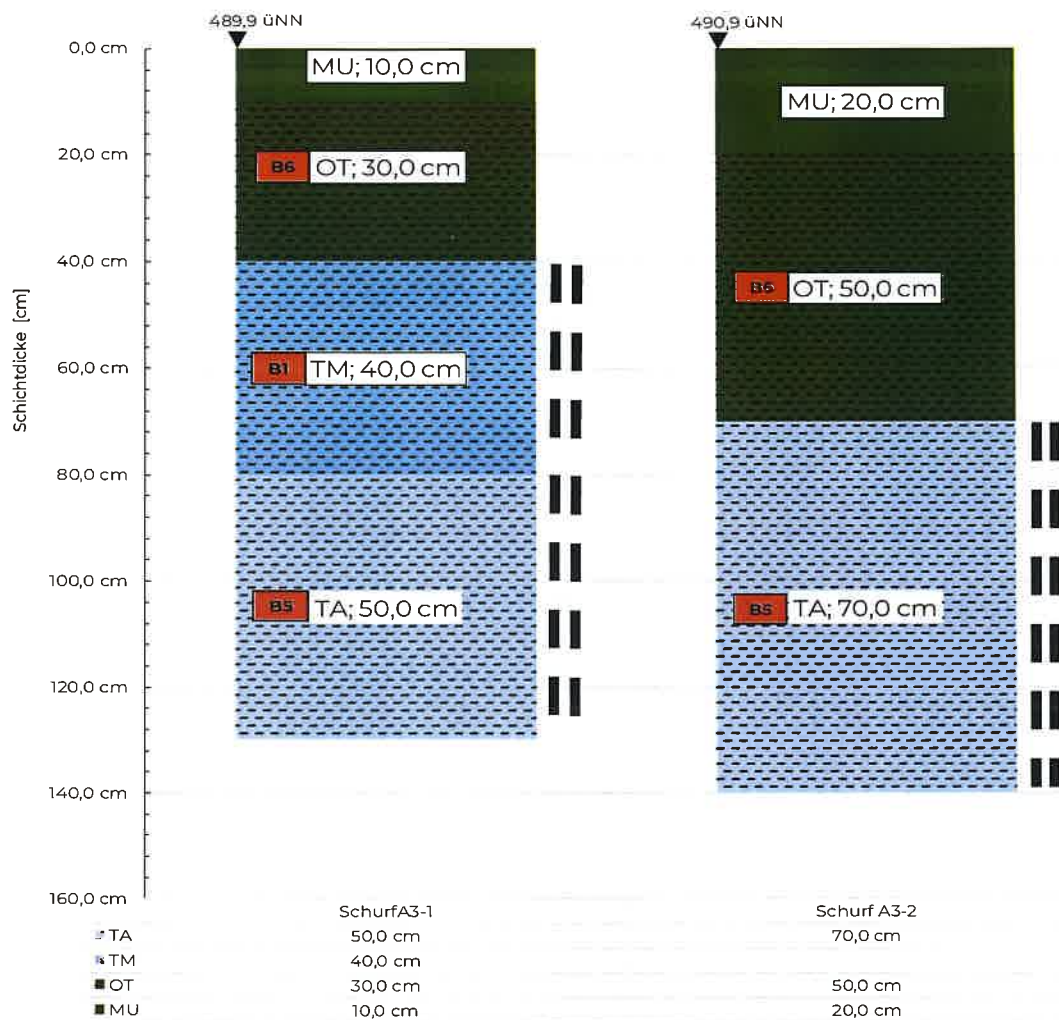 489,9 üNN
490,9 üNN
0,0 cm
MU; 10,0 cm
MU; 20,0 cm
20,0 cm
B6 OT; 30,0 cm
40,0 cm
B6 OT; 50,0 cm
Schichtdicke [cm]
60,0 cm
B1 TM; 40,0 cm
80,0 cm
100,0 cm
B5 TA; 50,0 cm
B5 TA; 70,0 cm
120,0 cm
140,0 cm
160,0 cm
SchurfA3-1 Schurf A3-2
TA 50,0 cm 70,0 cm
TM 40,0 cm
OT 30,0 cm 50,0 cm
MU 10,0 cm 20,0 cm